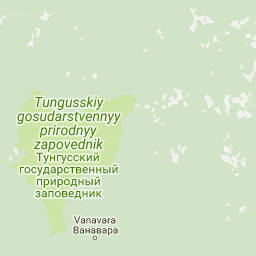 Tungusskiy
gosudarstvennyy
prirodnyy
zapovednik
Тунгусский
государственный
природный
заповедник
Vanavara
Ванавара